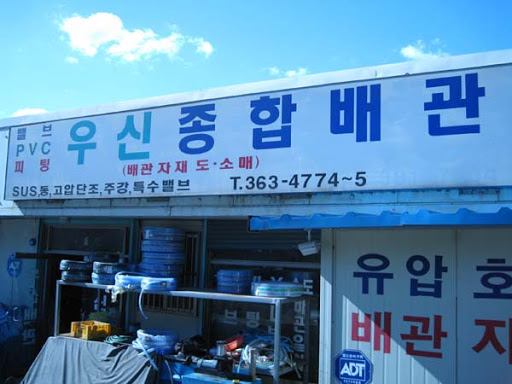 밸브
PVC
피팅
우신종합배관
(배관자재 도·소매)
SUS,동,고압단조,주강,특수밸브 T.363-4774~5
유압호
배관자
ADT